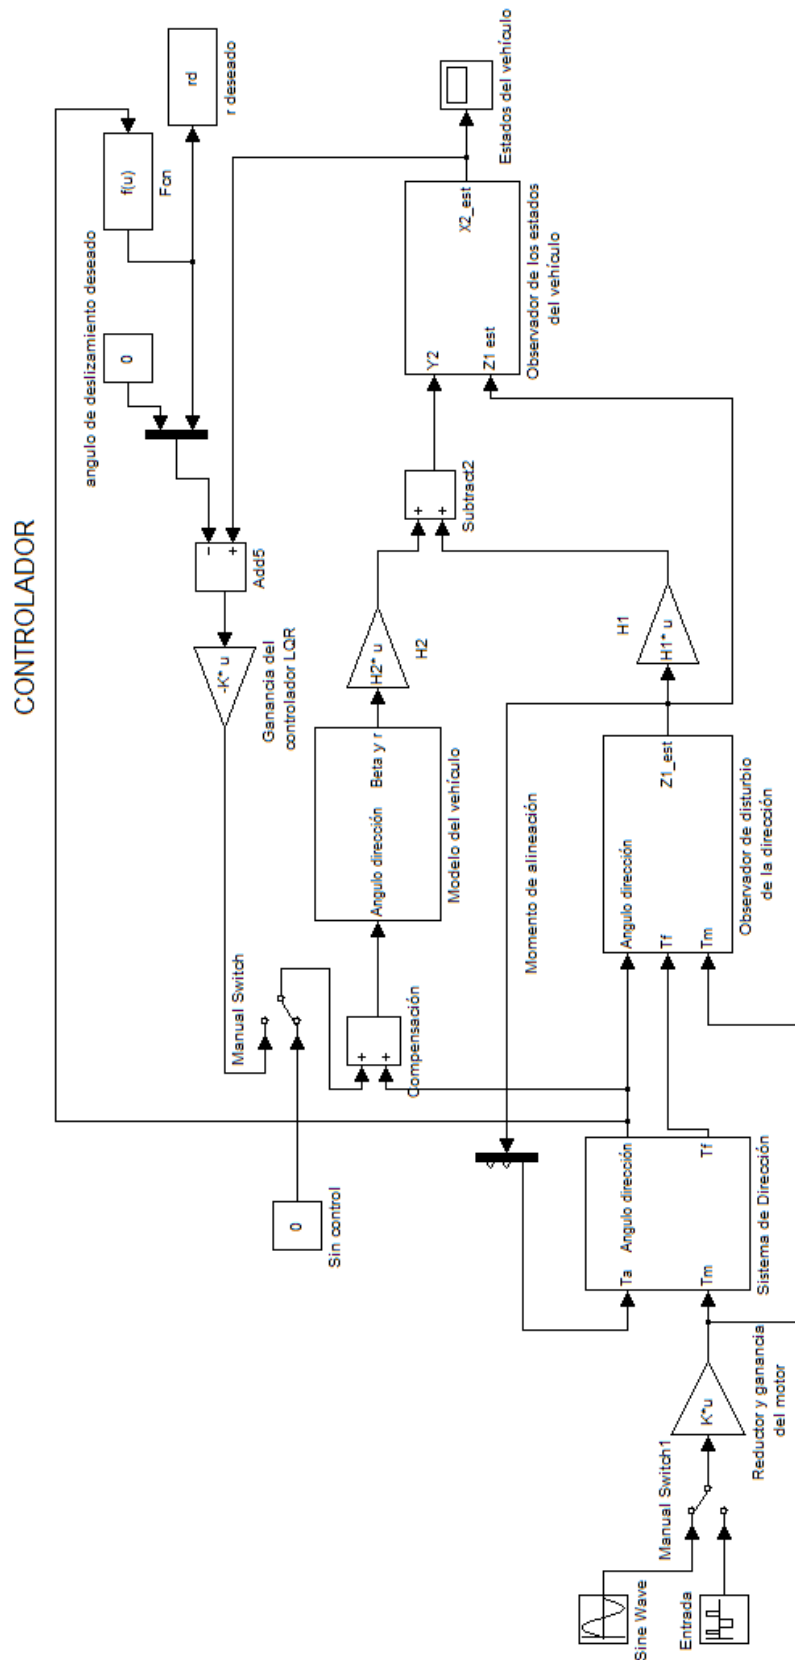 CONTROLADOR
f(u)
Fcn
rd
r deseado
angulo de deslizamiento deseado
0
−
+
Add5
-K* u
Ganancia del
controlador LQR
Manual Switch
0
Sin control
+
+
Compensación
Angulo dirección
Beta y r
Modelo del vehículo
H2* u
H2
+
+
Subtract2
Y2
Z1 est
X2_est
Observador de los estados
del vehículo
Estados del vehículo
Momento de alineación
Sine Wave
Entrada
Manual Switch1
K*u
Reductor y ganancia
del motor
Ta
Tm
Angulo dirección
Tf
Sistema de Dirección
Angulo dirección
Tf
Tm
Z1_est
Observador de disturbio
de la dirección
H1* u
H1